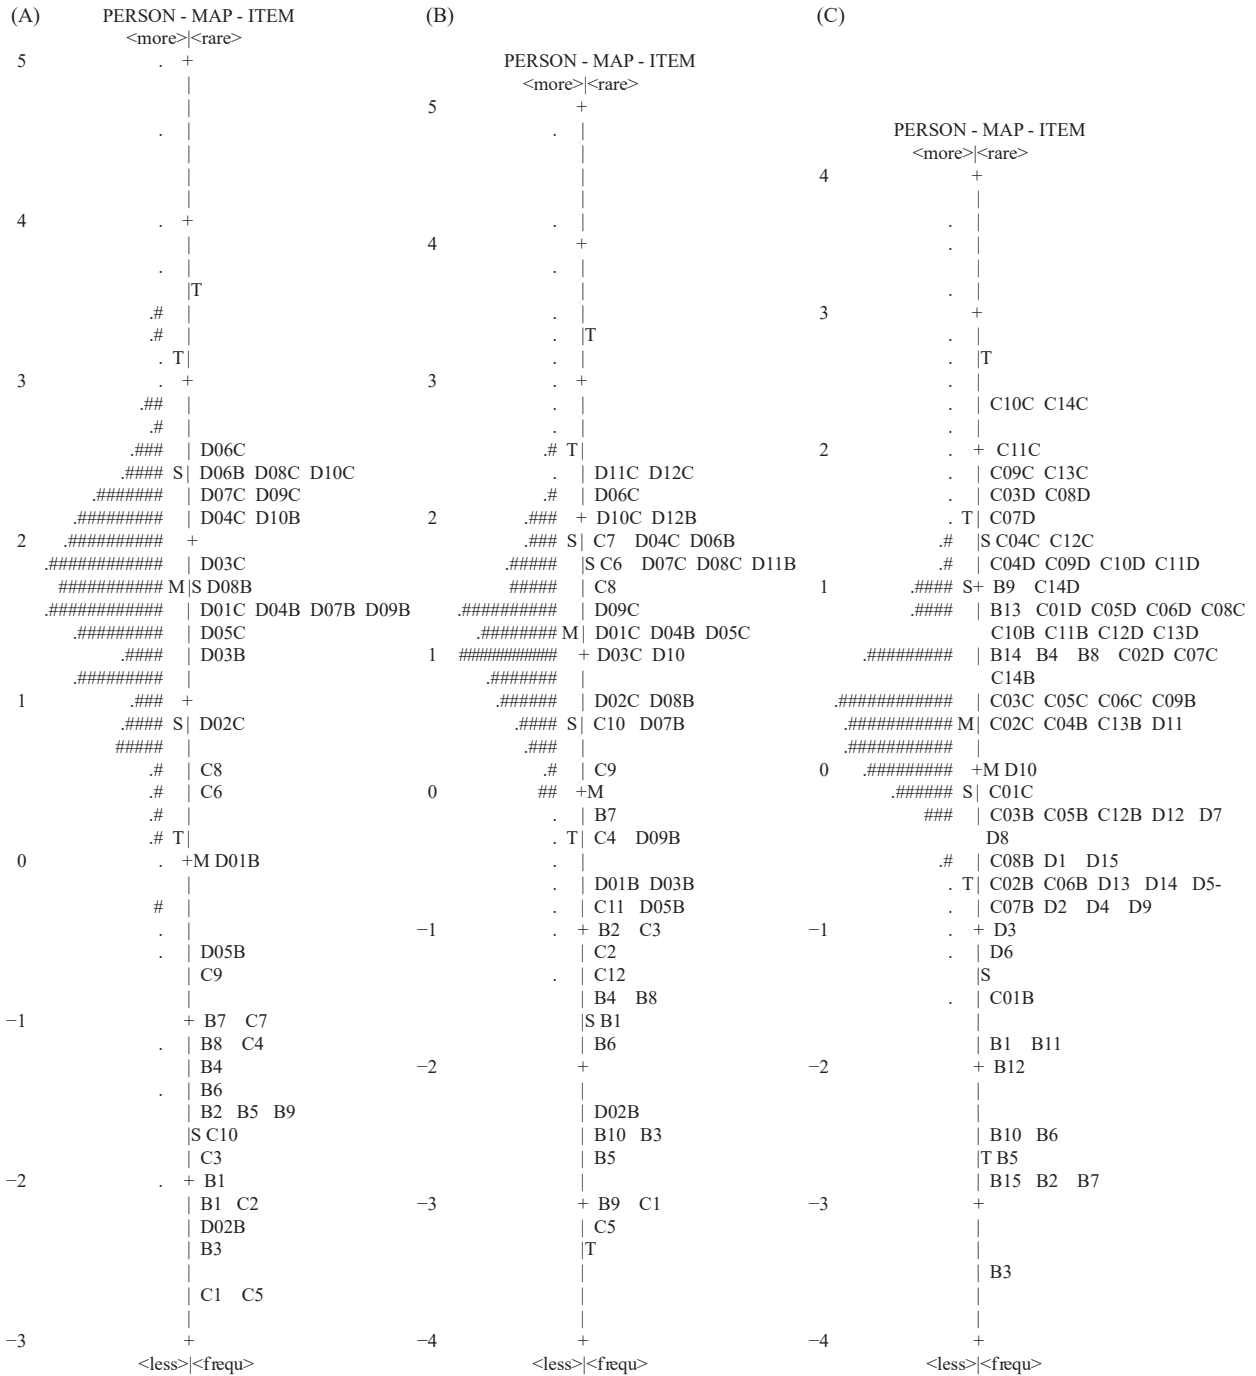 (A)
PERSON - MAP - ITEM
<more>|<rare>
5 . +
|
|
. |
|
|
|
4 . +
|
. |
|T
.# |
.# |
. T|
3 . +
.## |
.# |
.### | D06C
.#### S| D06B D08C D10C
.####### | D07C D09C
.######### | D04C D10B
2 .########## +
.############ | D03C
########### M|S D08B
.############ | D01C D04B D07B D09B
.######### | D05C
.#### | D03B
.######### |
1 .### +
.#### S| D02C
##### |
.# | C8
.# | C6
.# |
.# T|
0 . +M D01B
|
# |
. |
. | D05B
| C9
|
−1 + B7 C7
. | B8 C4
| B4
. | B6
| B2 B5 B9
|S C10
| C3
−2 . + B1
| B1 C2
| D02B
| B3
|
| C1 C5
|
−3 +
<less>|<frequ>
(B)
PERSON - MAP - ITEM
<more>|<rare>
5 +
. |
|
|
|
. |
4 +
. |
|
. |
. |T
. |
3 . +
. |
. |
.# T|
. | D11C D12C
.# | D06C
2 .### + D10C D12B
.### S| C7 D04C D06B
.##### |S C6 D07C D08C D11B
##### | C8
.########## | D09C
.######## M| D01C D04B D05C
1 ########### + D03C D10
.####### |
.###### | D02C D08B
.#### S| C10 D07B
.### |
.# | C9
0 ## +M
. | B7
. T| C4 D09B
. |
. | D01B D03B
. | C11 D05B
−1 + B2 C3
| C2
. | C12
| B4 B8
|S B1
| B6
−2 +
|
| D02B
| B10 B3
| B5
|
−3 + B9 C1
| C5
|T
|
|
|
−4 +
<less>|<frequ>
(C)
PERSON - MAP - ITEM
<more>|<rare>
4 +
|
. |
. |
|
. |
3 +
. |
. |T
. |
. | C10C C14C
. |
2 . + C11C
. | C09C C13C
. | C03D C08D
. T| C07D
.# |S C04C C12C
.# | C04D C09D C10D C11D
1 .#### S+ B9 C14D
.#### | B13 C01D C05D C06D C08C
C10B C11B C12D C13D
.######### | B14 B4 B8 C02D C07C
C14B
.############ | C03C C05C C06C C09B
.########### M| C02C C04B C13B D11
.########### |
0 .######### +M D10
.###### S| C01C
### | C03B C05B C12B D12 D7
D8
.# | C08B D1 D15
. T| C02B C06B D13 D14 D5-
. | C07B D2 D4 D9
−1 . + D3
. | D6
|S
. | C01B
|
| B1 B11
−2 + B12
|
|
| B10 B6
|T B5
| B15 B2 B7
−3 +
|
|
| B3
|
|
−4 +
<less>|<frequ>